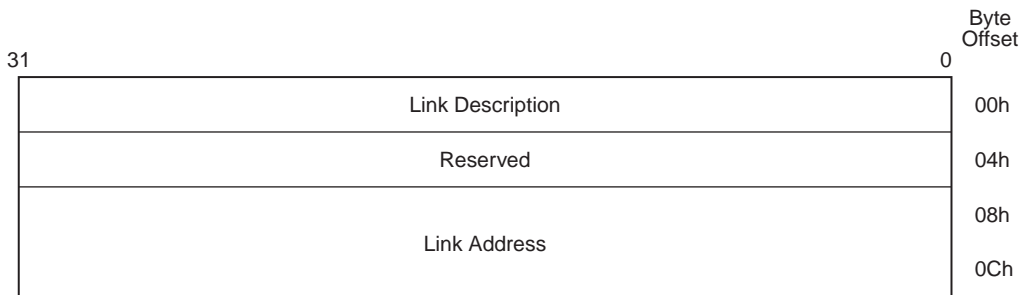 Byte
Offset
31 0
Link Description 00h
Reserved 04h
08h
Link Address
0Ch